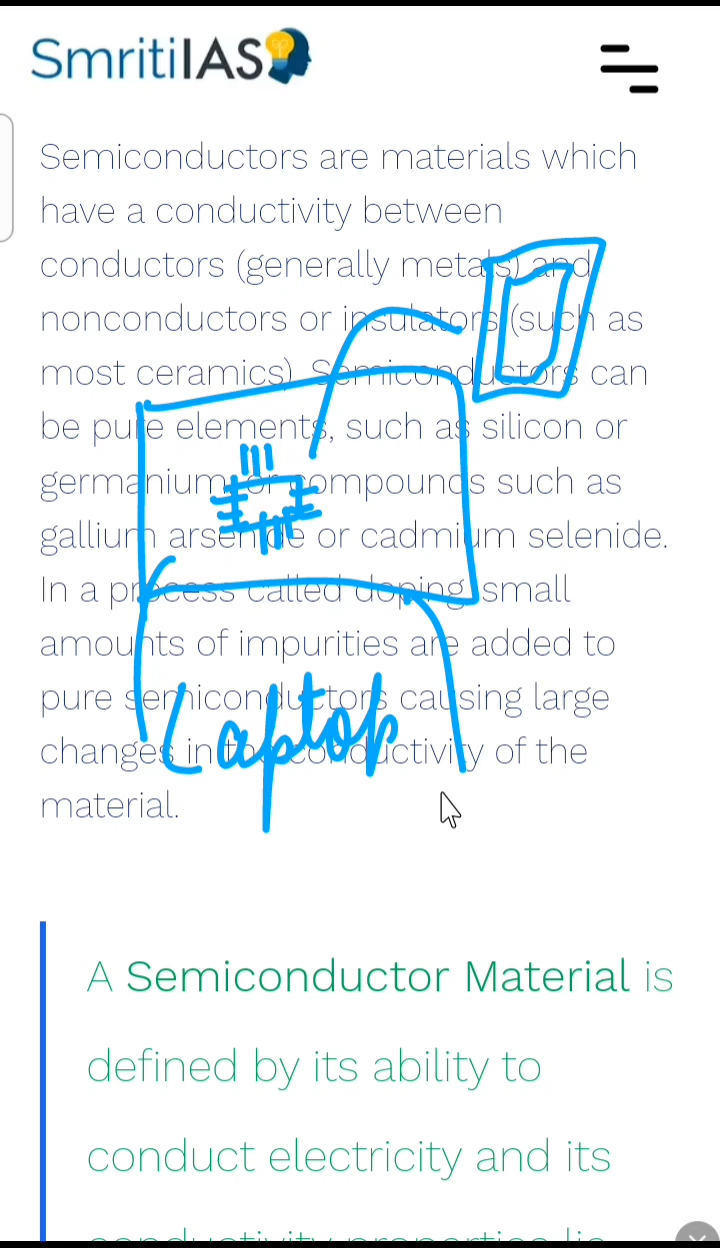 SmritiIAS
Semiconductors are materials which
have a conductivity between
conductors (generally metals) and
nonconductors or insulators (such as
most ceramics). Semiconductors can
be pure elements, such as silicon or
germanium, or compounds such as
gallium arsenide or cadmium selenide.
In a process called doping, small
amounts of impurities are added to
pure semiconductors causing large
changes in the conductivity of the
material.
Laptop
A Semiconductor Material is
defined by its ability to
conduct electricity and its